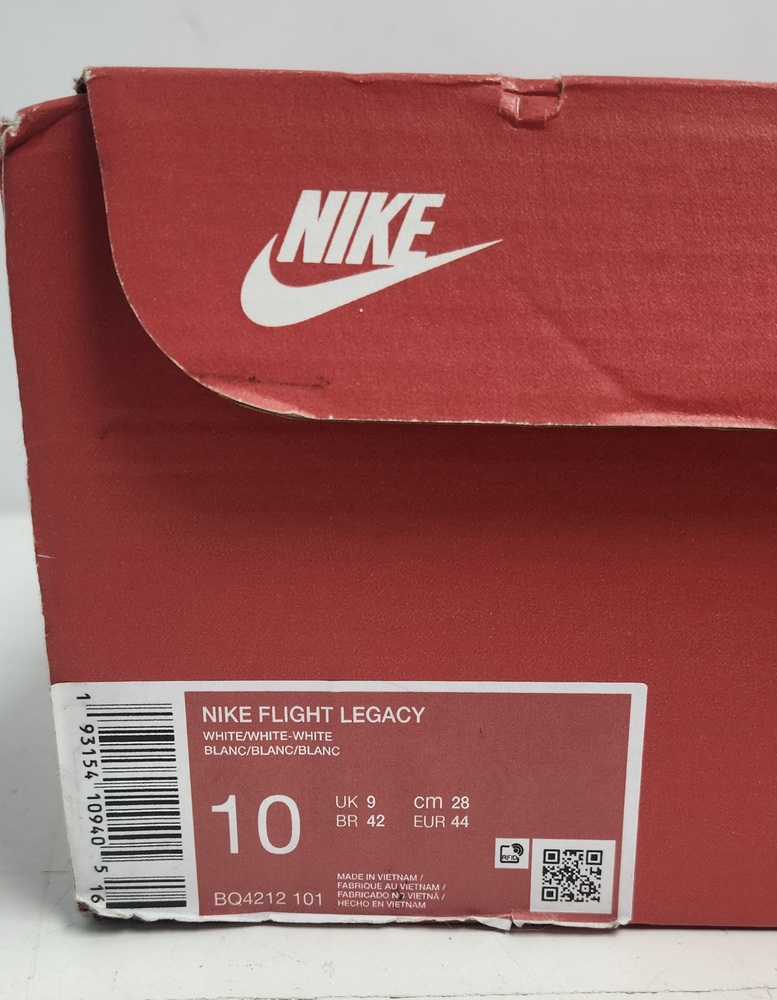 NIKE
NIKE FLIGHT LEGACY
WHITE/WHITE-WHITE
BLANC/BLANC/BLANC
10
UK 9 cm 28
BR 42 EUR 44
RFID
MADE IN VIETNAM /
FABRIQUE AU VIETNAM /
FABRICADO NO VIETNÃ /
HECHO EN VIETNAM
BQ4212 101
1 93154 10940 5 16